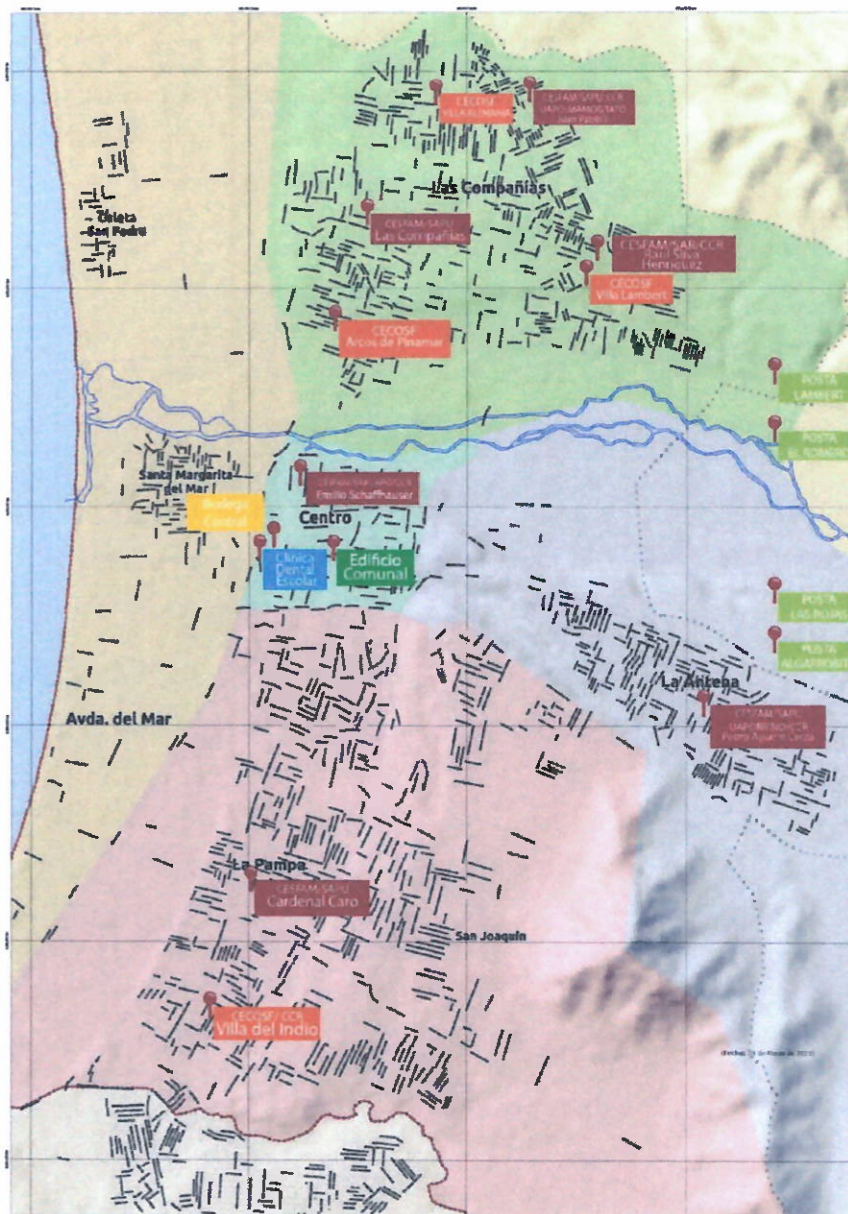 CECOSF
VILLA ALEMANA
CESFAM/SAPU/CCR
Las Compañías
CESFAM/SAPU
Las Compañías
Caleta
San Pedro
CESFAM/SAR/CCR
Raúl Silva
Henríquez
CECOSF
Villa Lambert
CECOSF
Arcos de Pinamar
POSTA
LAMBERT
POSTA
EL ROMERO
Santa Margarita
del Mar
Emilio Schaffhauser
Bodega
Central
Centro
Clínica
Dental
Escolar
Edificio
Comunal
POSTA
LAS ROJAS
POSTA
ALGARROBITO
La Antena
Avda. del Mar
La Pampa
CESFAM/SAPU
Cardenal Caro
San Joaquín
CECOSF/CCR
Villa del Indio